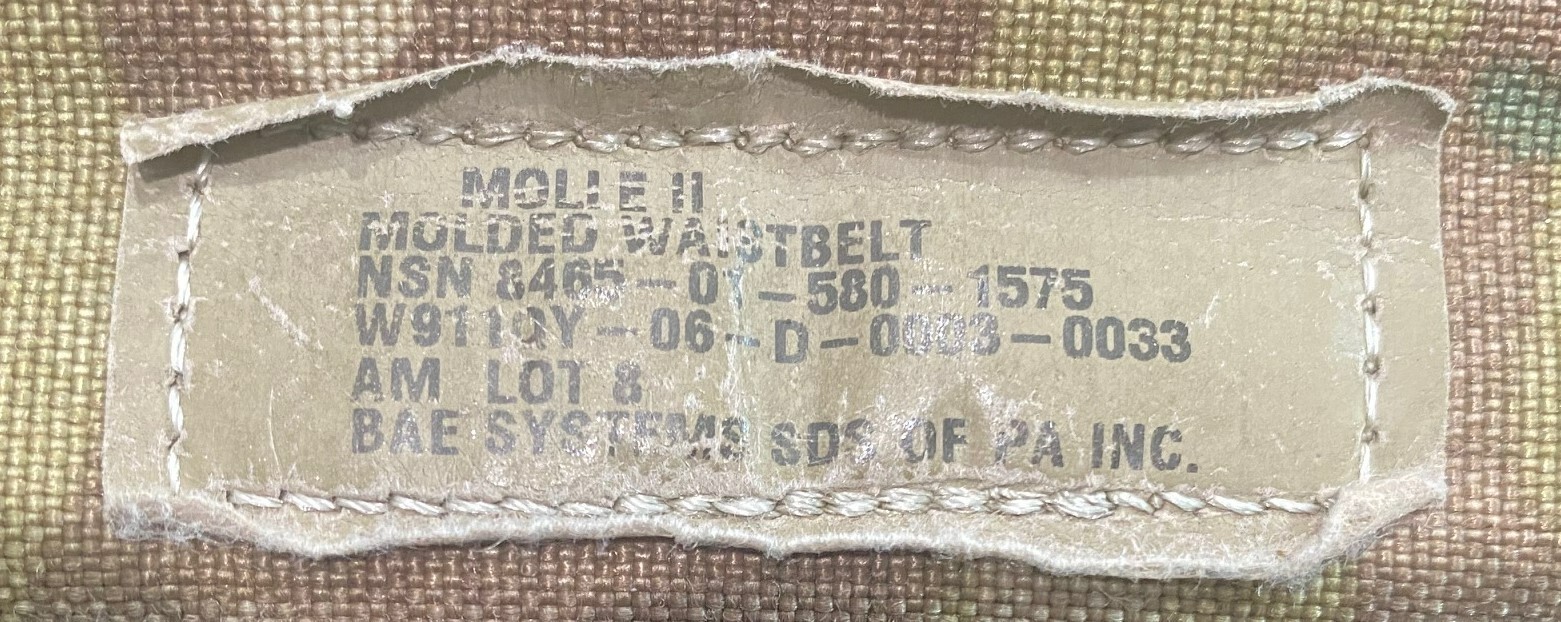 MOLLE II
MOLDED WAISTBELT
NSN 8465-01-580-1575
W911QY-06-D-0003-0033
AM LOT 8
BAE SYSTEMS SDS OF PA INC.